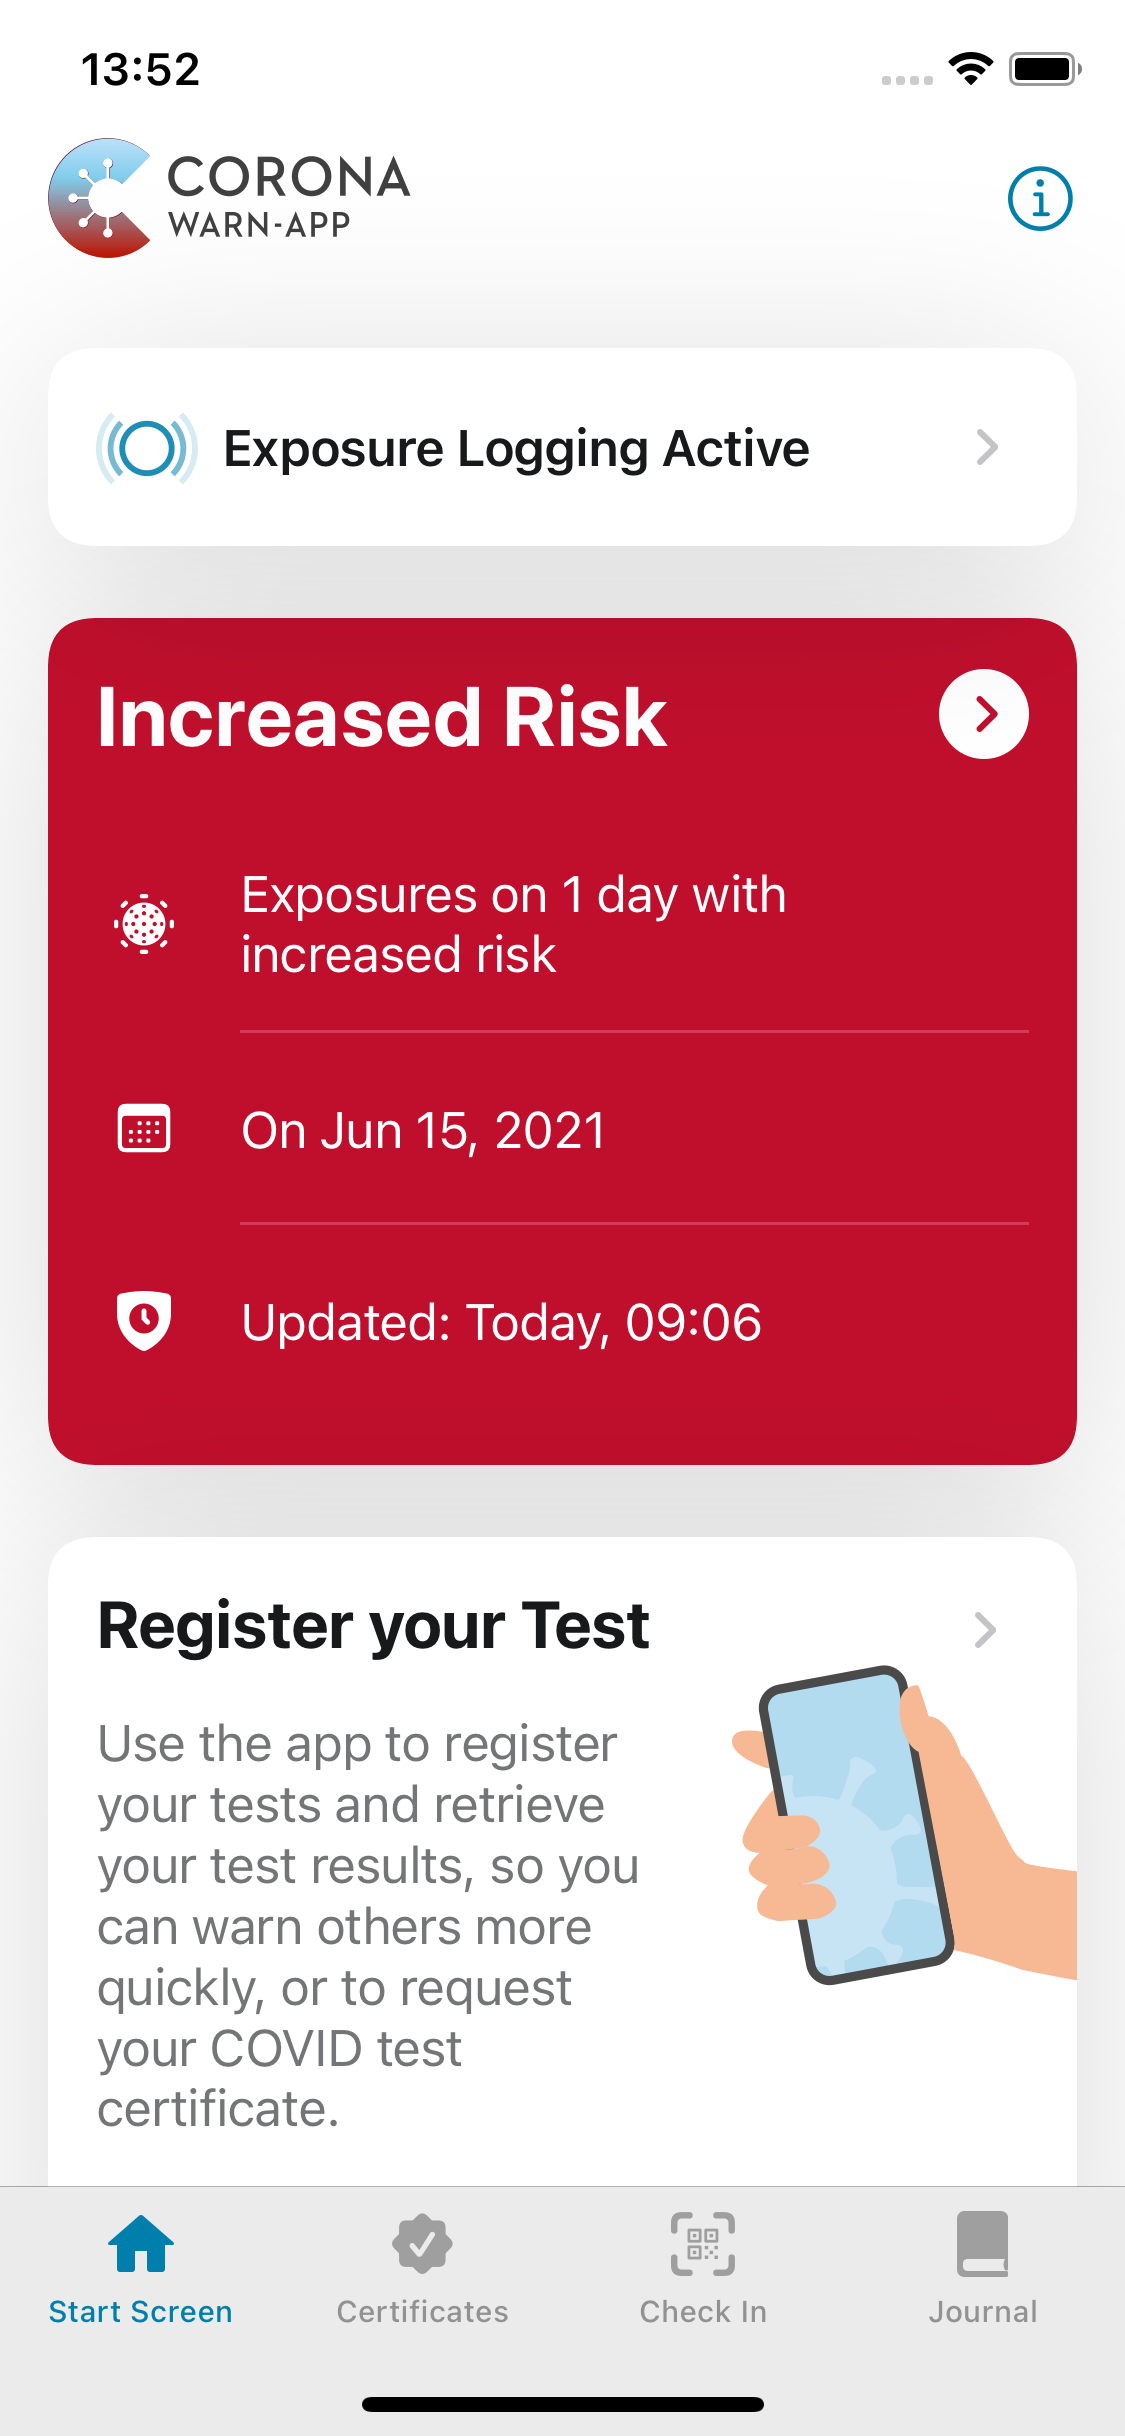 13:52
CORONA
WARN-APP
Exposure Logging Active
Increased Risk
Exposures on 1 day with
increased risk
On Jun 15, 2021
Updated: Today, 09:06
Register your Test
Use the app to register
your tests and retrieve
your test results, so you
can warn others more
quickly, or to request
your COVID test
certificate.
Start Screen
Certificates
Check In
Journal